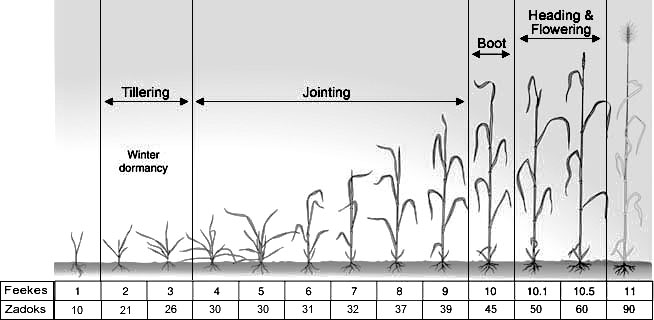 Heading &
Flowering
Boot
Tillering
Jointing
Winter
dormancy
Feekes 1 2 3 4 5 6 7 8 9 10 10.1 10.5 11
Zadoks 10 21 26 30 30 31 32 37 39 45 50 60 90